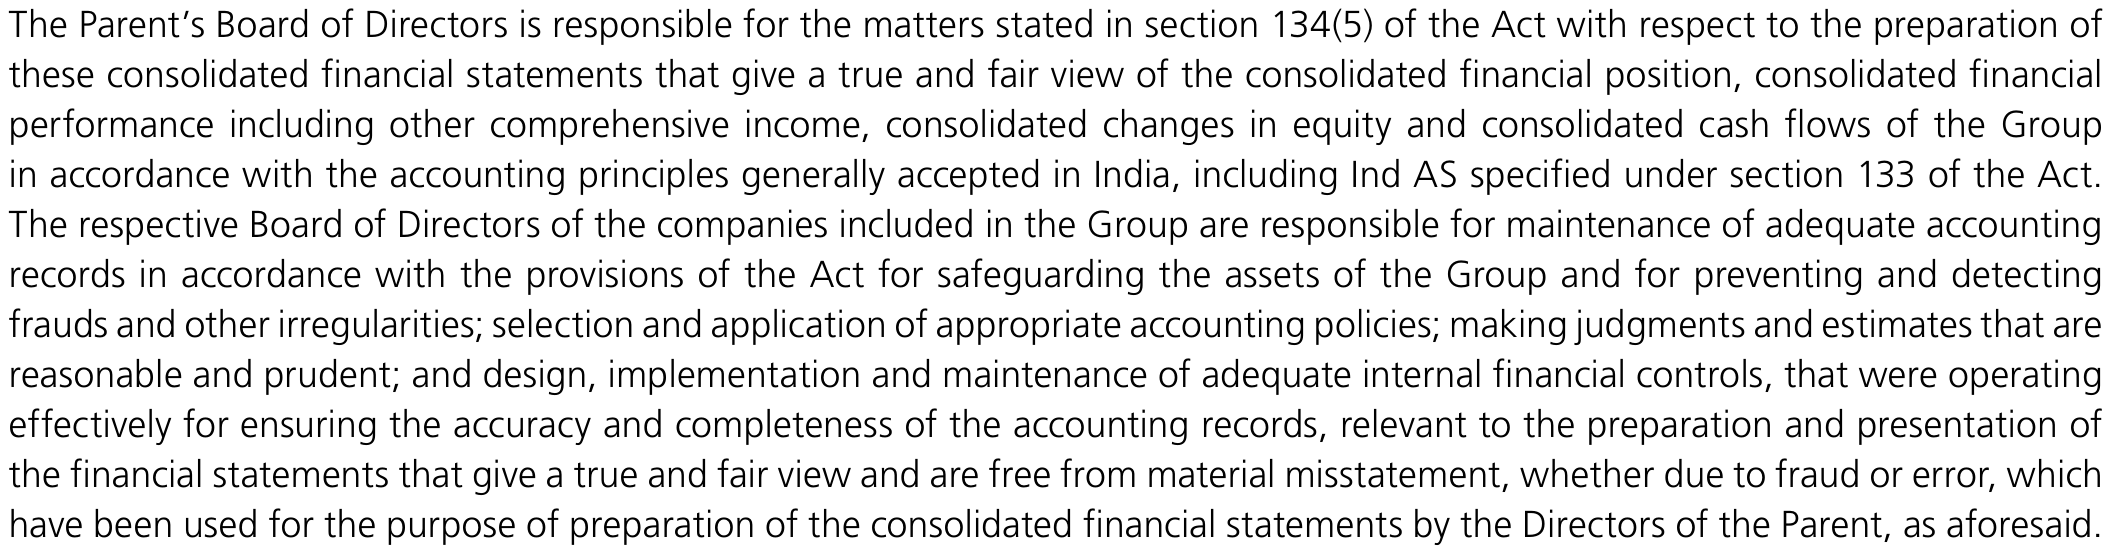 The Parent’s Board of Directors is responsible for the matters stated in section 134(5) of the Act with respect to the preparation of
these consolidated financial statements that give a true and fair view of the consolidated financial position, consolidated financial
performance including other comprehensive income, consolidated changes in equity and consolidated cash flows of the Group
in accordance with the accounting principles generally accepted in India, including Ind AS specified under section 133 of the Act.
The respective Board of Directors of the companies included in the Group are responsible for maintenance of adequate accounting
records in accordance with the provisions of the Act for safeguarding the assets of the Group and for preventing and detecting
frauds and other irregularities; selection and application of appropriate accounting policies; making judgments and estimates that are
reasonable and prudent; and design, implementation and maintenance of adequate internal financial controls, that were operating
effectively for ensuring the accuracy and completeness of the accounting records, relevant to the preparation and presentation of
the financial statements that give a true and fair view and are free from material misstatement, whether due to fraud or error, which
have been used for the purpose of preparation of the consolidated financial statements by the Directors of the Parent, as aforesaid.